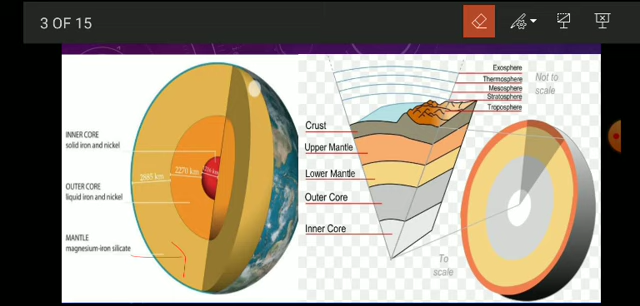 3 OF 15
INNER CORE
solid iron and nickel
OUTER CORE
liquid iron and nickel
MANTLE
magnesium-iron silicate
2885 km
2270 km
Exosphere
Thermosphere
Mesosphere
Stratosphere
Troposphere
Not to
scale
Crust
Upper Mantle
Lower Mantle
Outer Core
Inner Core
To
scale